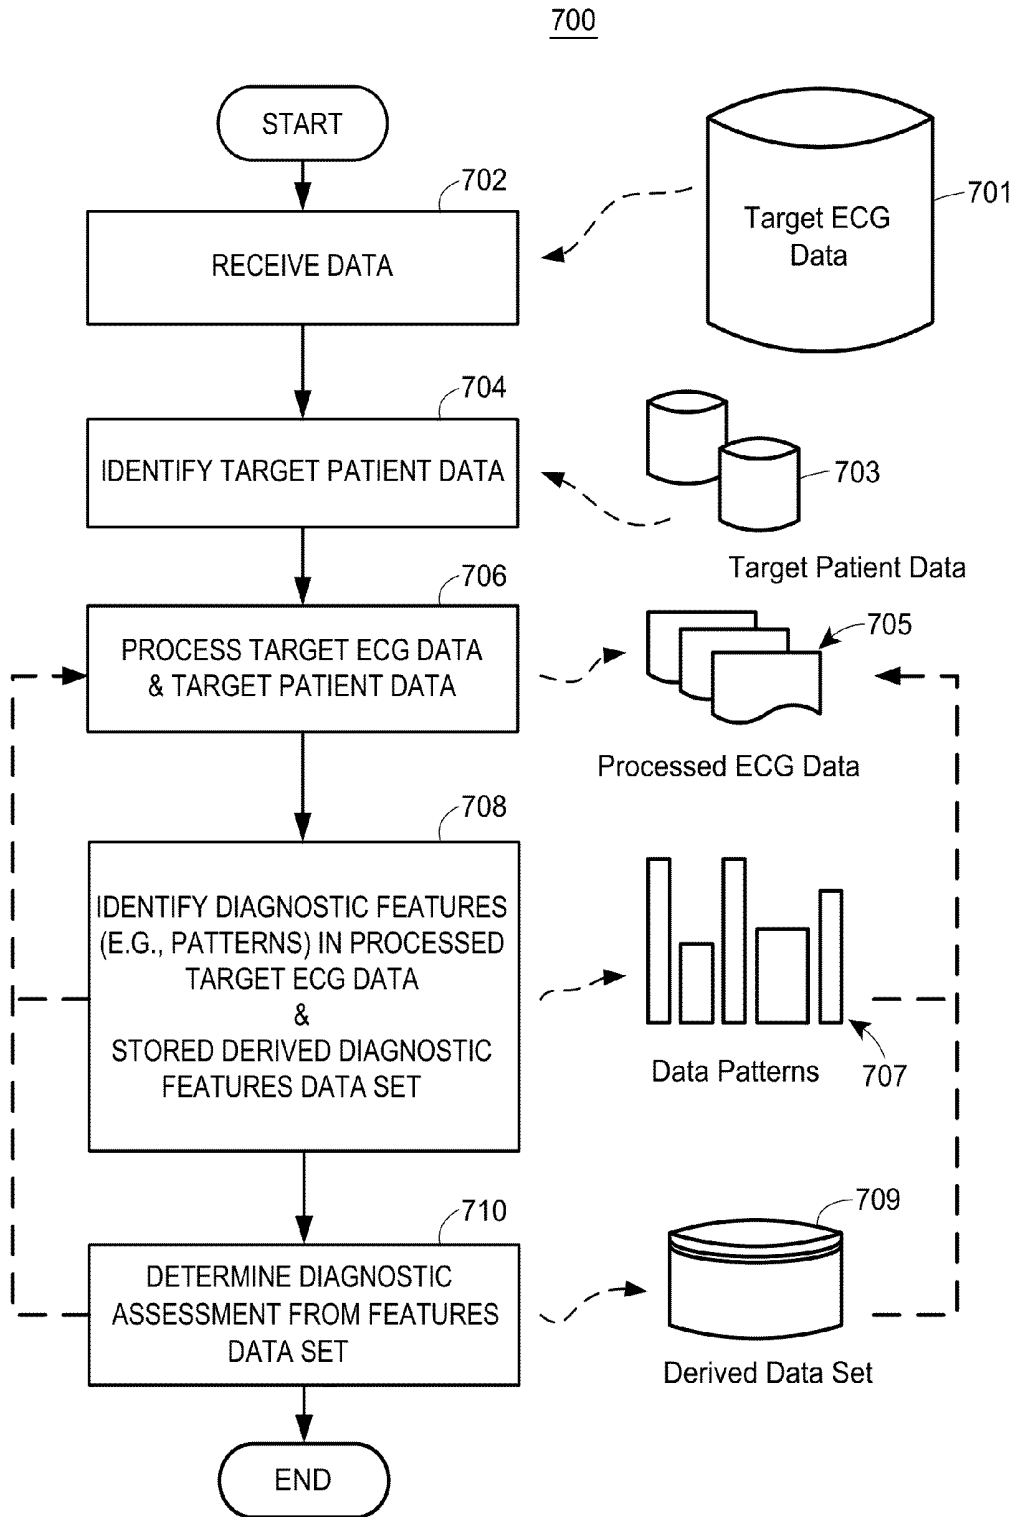 700
START
702
RECEIVE DATA
Target ECG
Data
701
704
IDENTIFY TARGET PATIENT DATA
703
Target Patient Data
706
PROCESS TARGET ECG DATA
& TARGET PATIENT DATA
705
Processed ECG Data
708
IDENTIFY DIAGNOSTIC FEATURES
(E.G., PATTERNS) IN PROCESSED
TARGET ECG DATA
&
STORED DERIVED DIAGNOSTIC
FEATURES DATA SET
Data Patterns
707
710
DETERMINE DIAGNOSTIC
ASSESSMENT FROM FEATURES
DATA SET
709
Derived Data Set
END